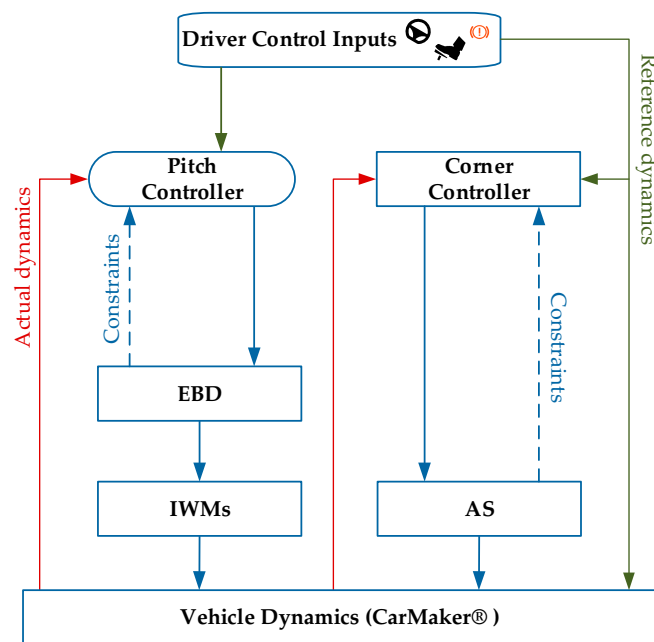 Driver Control Inputs
Reference dynamics
Pitch
Controller
Corner
Controller
Actual dynamics
Constraints
Constraints
EBD
IWMs
AS
Vehicle Dynamics (CarMaker® )